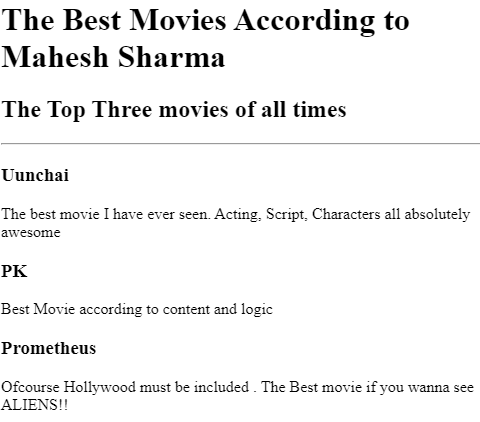 The Best Movies According to
Mahesh Sharma
The Top Three movies of all times
Uunchai
The best movie I have ever seen. Acting, Script, Characters all absolutely
awesome
PK
Best Movie according to content and logic
Prometheus
Ofcourse Hollywood must be included . The Best movie if you wanna see
ALIENS!!